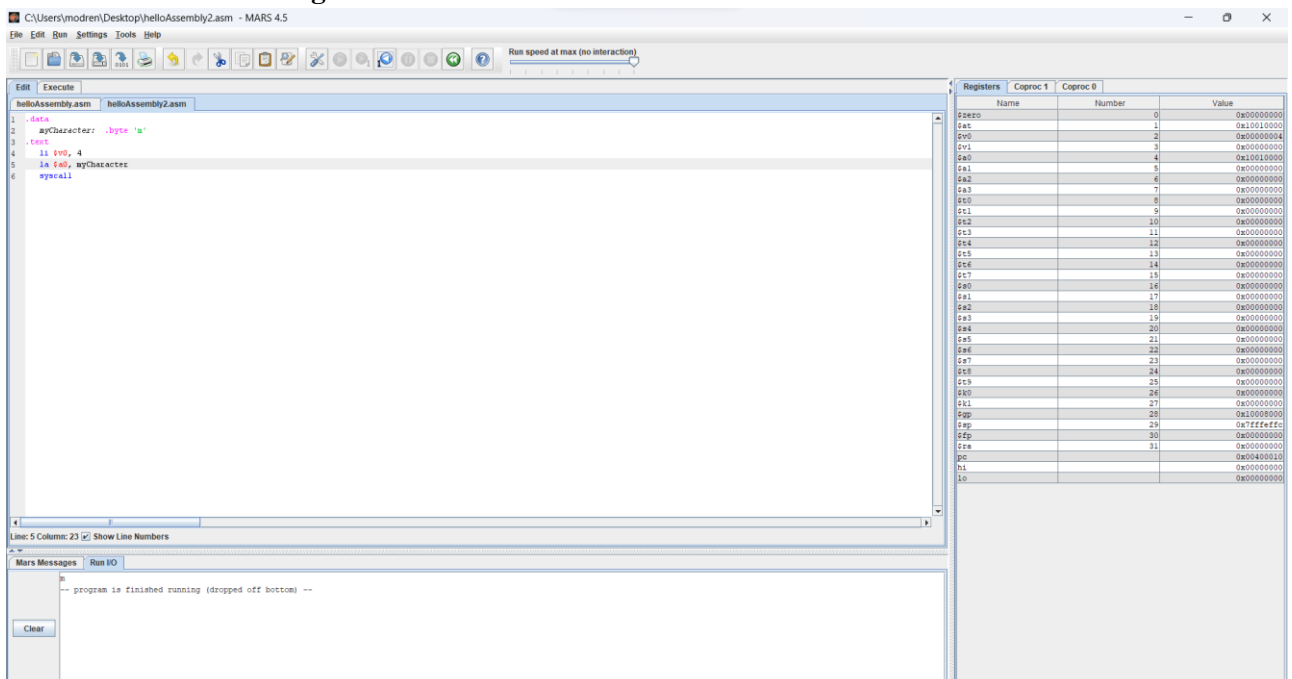 C:\Users\modren\Desktop\helloAssembly2.asm - MARS 4.5
File Edit Run Settings Tools Help
Run speed at max (no interaction)
Edit Execute
helloAssembly.asm helloAssembly2.asm
1 .data
2 myCharacter: .byte 'm'
3 .text
4 li $v0, 4
5 la $a0, myCharacter
6 syscall
Line: 5 Column: 23 Show Line Numbers
Mars Messages Run I/O
m
-- program is finished running (dropped off bottom) --
Clear
Registers Coproc 1 Coproc 0
Name Number Value
$zero 0 0x00000000
$at 1 0x10010000
$v0 2 0x00000004
$v1 3 0x00000000
$a0 4 0x10010000
$a1 5 0x00000000
$a2 6 0x00000000
$a3 7 0x00000000
$t0 8 0x00000000
$t1 9 0x00000000
$t2 10 0x00000000
$t3 11 0x00000000
$t4 12 0x00000000
$t5 13 0x00000000
$t6 14 0x00000000
$t7 15 0x00000000
$s0 16 0x00000000
$s1 17 0x00000000
$s2 18 0x00000000
$s3 19 0x00000000
$s4 20 0x00000000
$s5 21 0x00000000
$s6 22 0x00000000
$s7 23 0x00000000
$t8 24 0x00000000
$t9 25 0x00000000
$k0 26 0x00000000
$k1 27 0x00000000
$gp 28 0x10008000
$sp 29 0x7fffeffc
$fp 30 0x00000000
$ra 31 0x00000000
pc 0x00400010
hi 0x00000000
lo 0x00000000